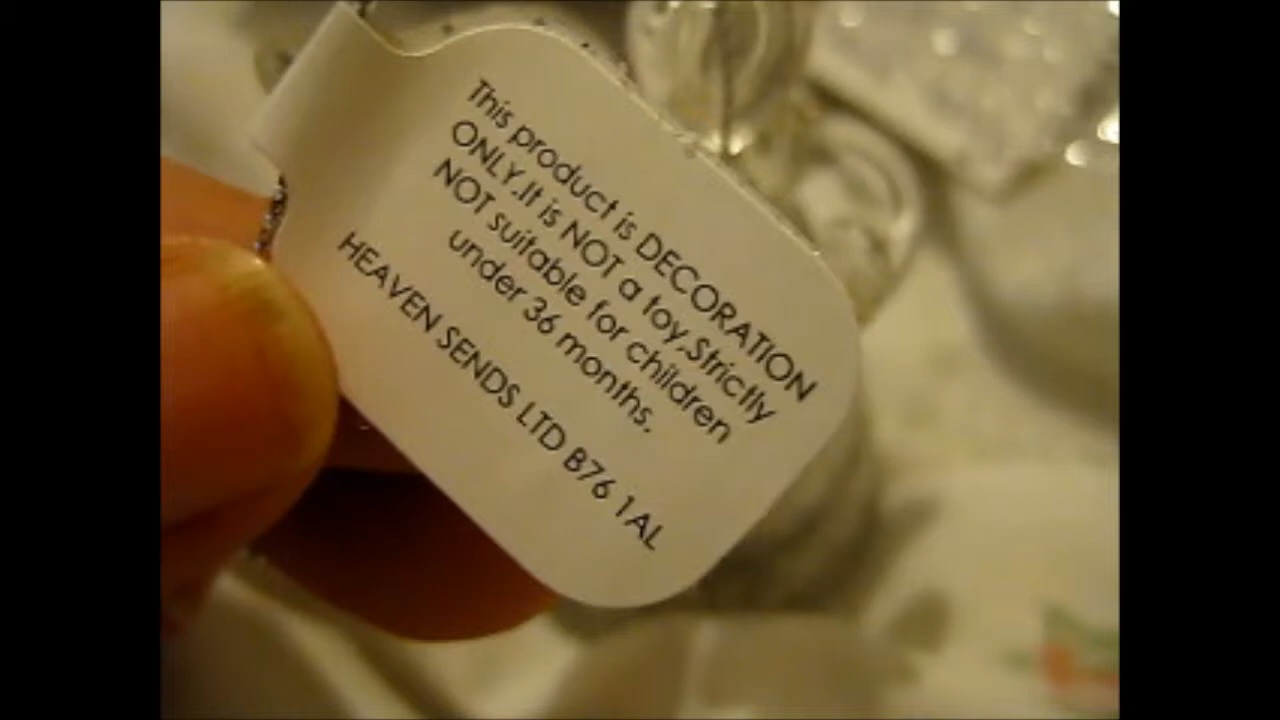 This product is DECORATION
ONLY.It is NOT a toy.Strictly
NOT suitable for children
under 36 months.
HEAVEN SENDS LTD B76 1AL